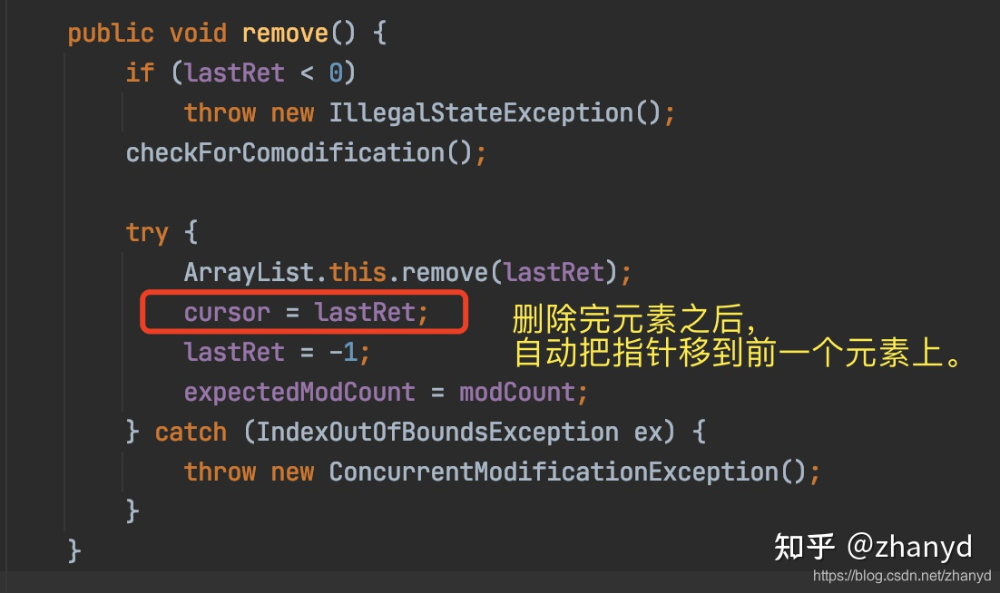 public void remove() {
if (lastRet < 0)
throw new IllegalStateException();
checkForComodification();
try {
ArrayList.this.remove(lastRet);
cursor = lastRet;
删除完元素之后，
自动把指针移到前一个元素上。
lastRet = -1;
expectedModCount = modCount;
} catch (IndexOutOfBoundsException ex) {
throw new ConcurrentModificationException();
}
}
知乎 @zhanyd
https://blog.csdn.net/zhanyd